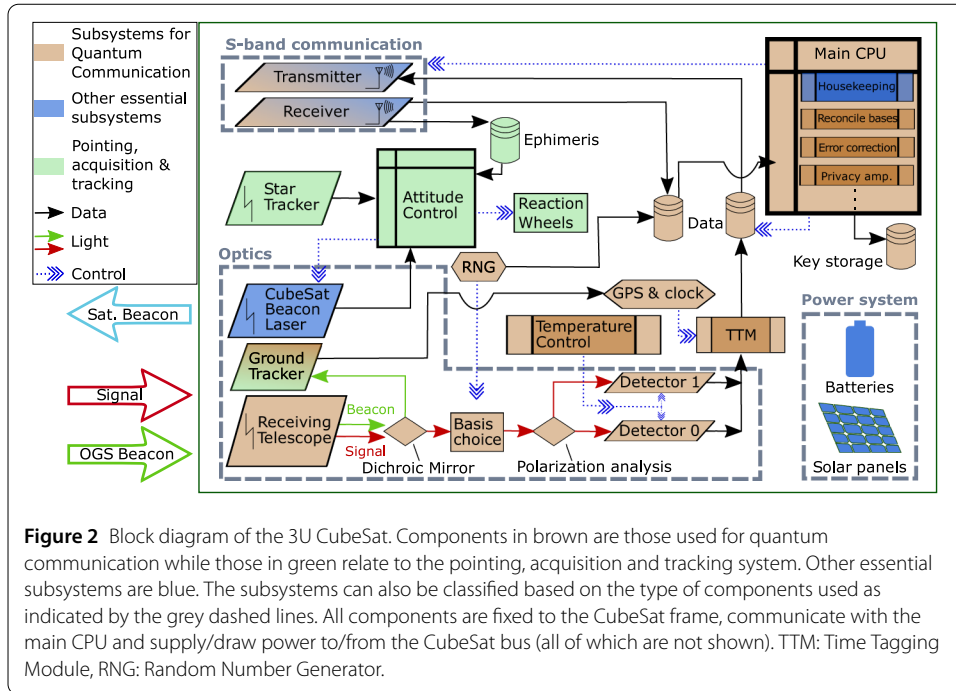 Subsystems for
Quantum
Communication
Other essential
subsystems
Pointing,
acquisition &
tracking
Data
Light
Control
Sat. Beacon
Signal
OGS Beacon
S-band communication
Transmitter
Receiver
Ephimeris
Star
Tracker
Attitude
Control
Reaction
Wheels
Main CPU
Housekeeping
Reconcile bases
Error correction
Privacy amp.
Data
Key storage
Optics
RNG
GPS & clock
CubeSat
Beacon
Laser
Temperature
Control
TTM
Ground
Tracker
Receiving
Telescope
Beacon
Signal
Dichroic Mirror
Basis
choice
Polarization analysis
Detector 1
Detector 0
Power system
Batteries
Solar panels
Figure 2 Block diagram of the 3U CubeSat. Components in brown are those used for quantum
communication while those in green relate to the pointing, acquisition and tracking system. Other essential
subsystems are blue. The subsystems can also be classified based on the type of components used as
indicated by the grey dashed lines. All components are fixed to the CubeSat frame, communicate with the
main CPU and supply/draw power to/from the CubeSat bus (all of which are not shown). TTM: Time Tagging
Module, RNG: Random Number Generator.